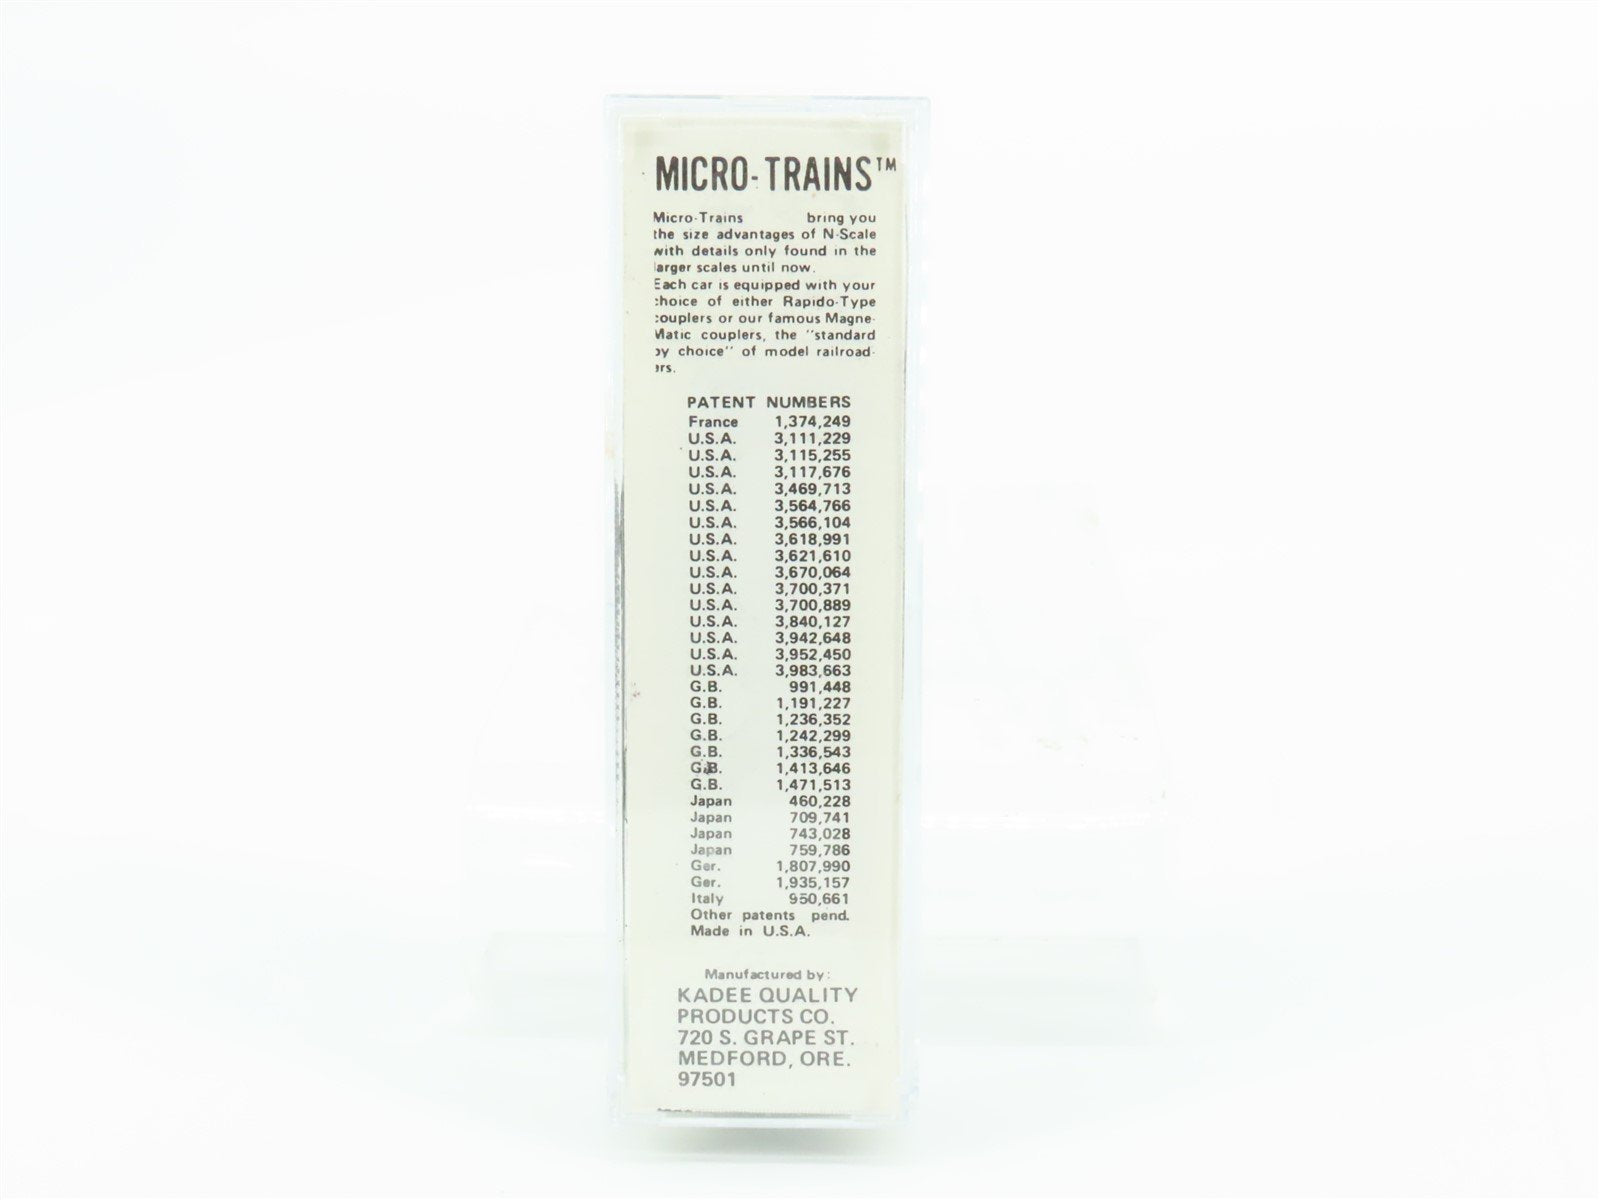 MICRO-TRAINS™
Micro-Trains bring you
the size advantages of N-Scale
with details only found in the
arger scales until now.
Each car is equipped with your
choice of either Rapido-Type
couplers or our famous Magne-
Matic couplers, the "standard
by choice" of model railroad-
ers.
PATENT NUMBERS
France 1,374,249
U.S.A. 3,111,229
U.S.A. 3,115,255
U.S.A. 3,117,676
U.S.A. 3,469,713
U.S.A. 3,564,766
U.S.A. 3,566,104
U.S.A. 3,618,991
U.S.A. 3,621,610
U.S.A. 3,670,064
U.S.A. 3,700,371
U.S.A. 3,700,889
U.S.A. 3,840,127
U.S.A. 3,942,648
U.S.A. 3,952,450
U.S.A. 3,983,663
G.B. 991,448
G.B. 1,191,227
G.B. 1,236,352
G.B. 1,242,299
G.B. 1,336,543
G.B. 1,413,646
G.B. 1,471,513
Japan 460,228
Japan 709,741
Japan 743,028
Japan 759,786
Ger. 1,807,990
Ger. 1,935,157
Italy 950,661
Other patents pend.
Made in U.S.A.
Manufactured by:
KADEE QUALITY
PRODUCTS CO.
720 S. GRAPE ST.
MEDFORD, ORE.
97501